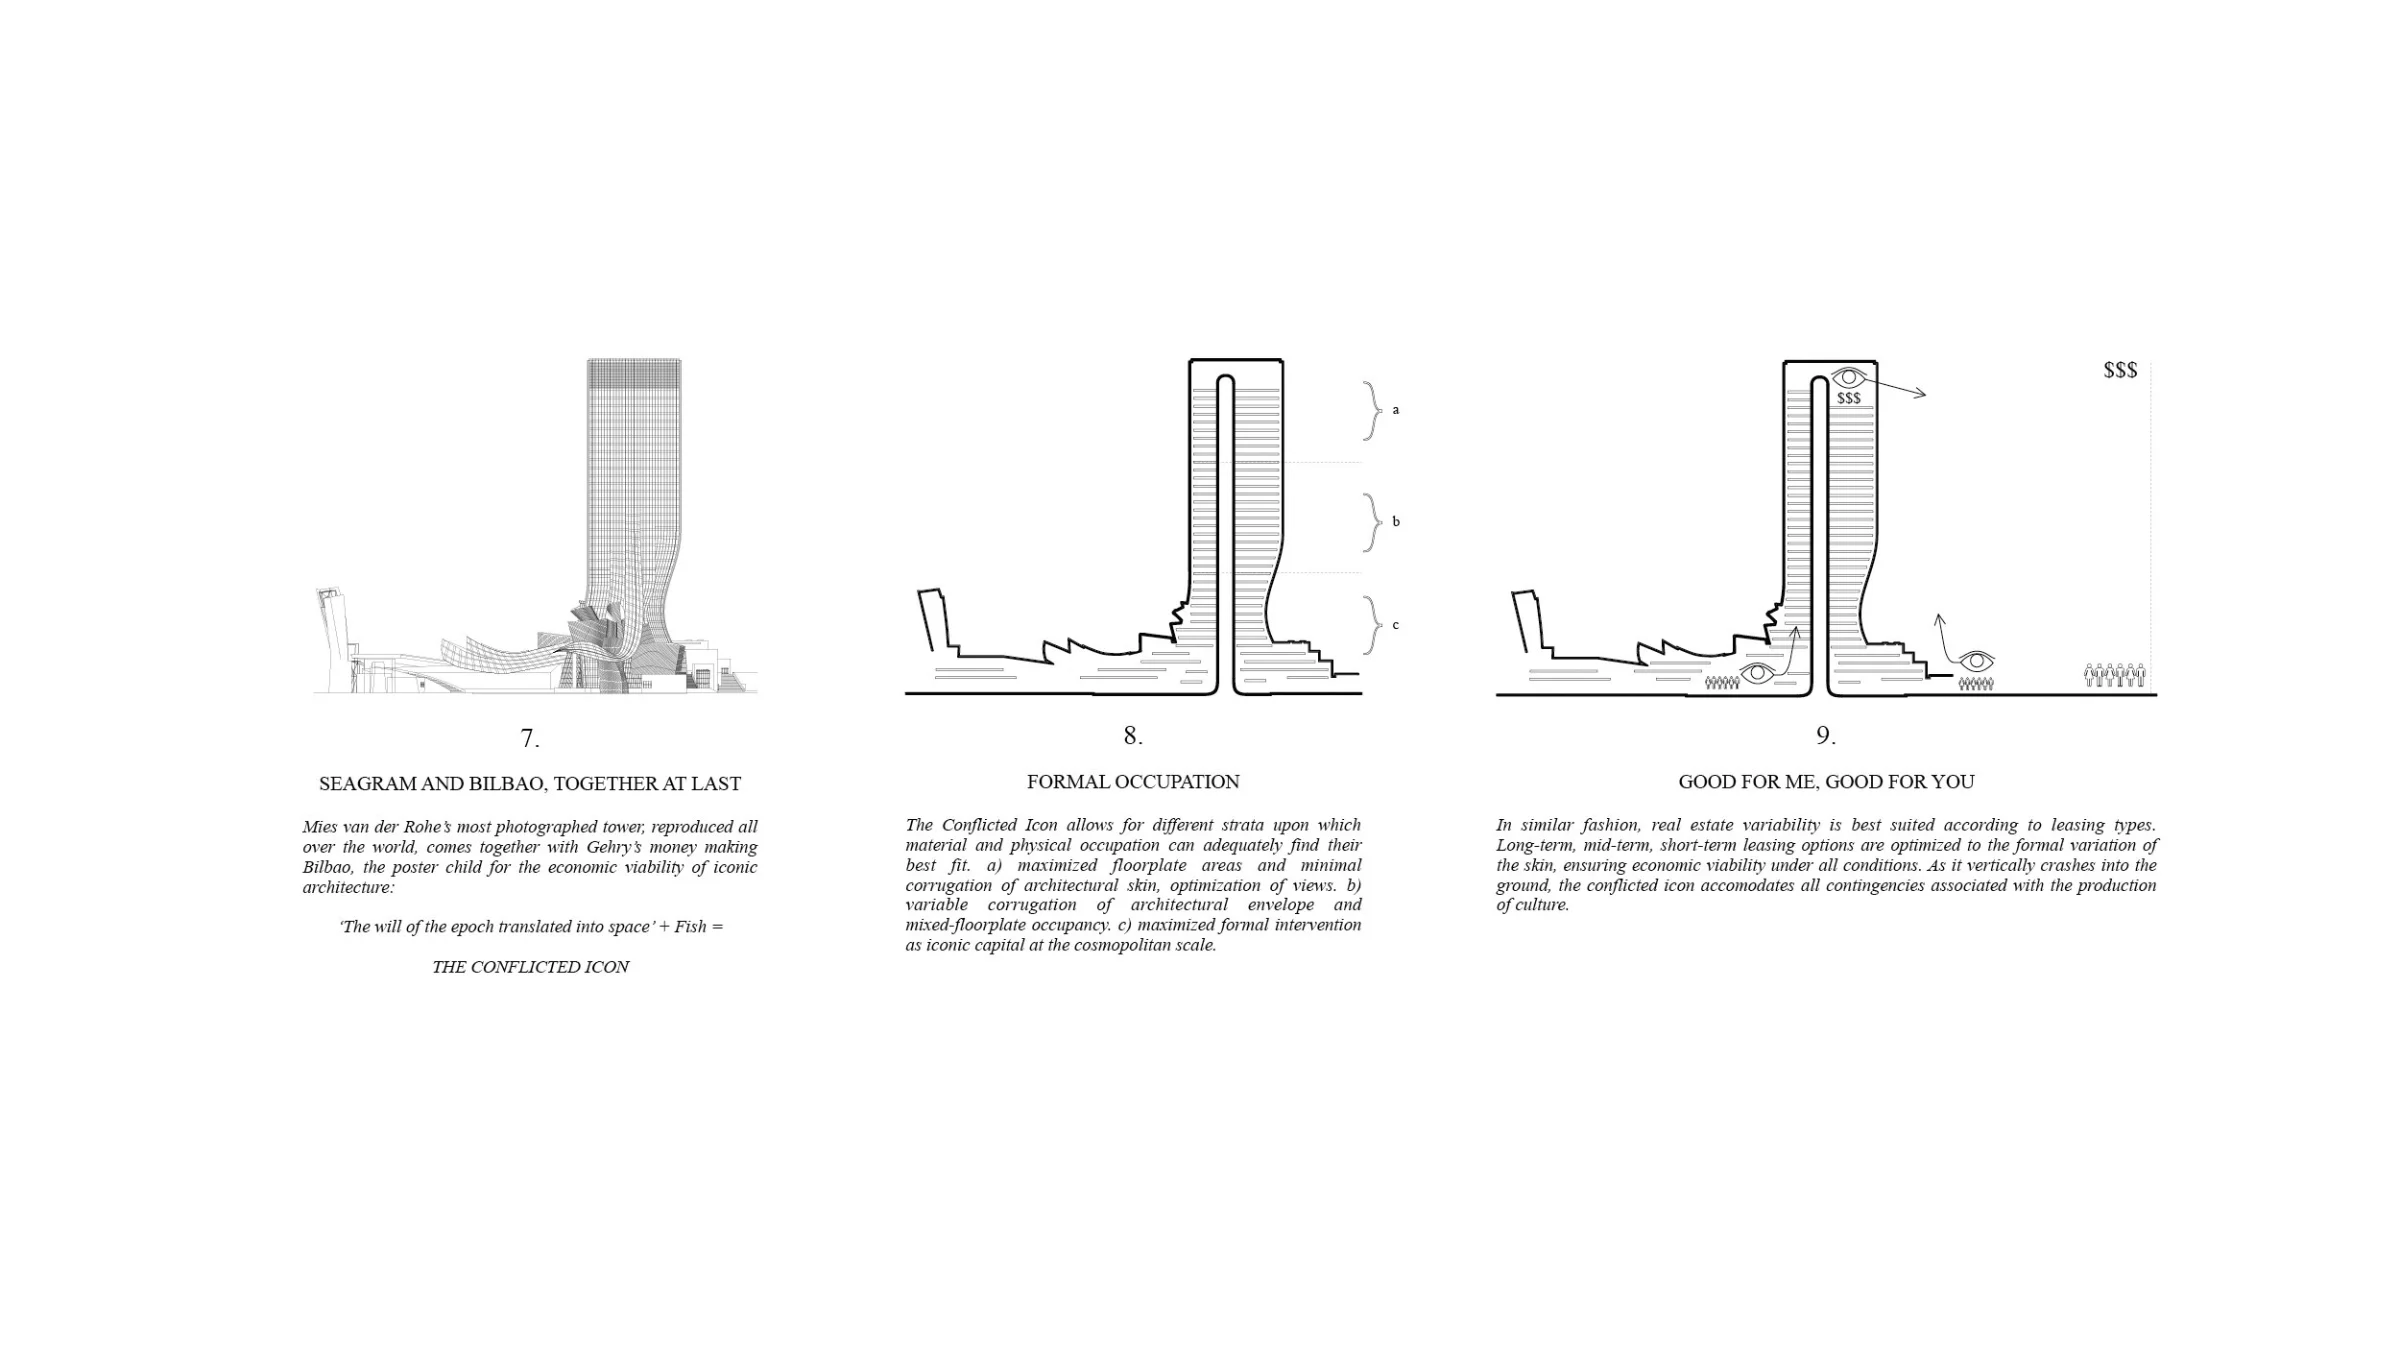 a
b
c
$$$
$$$
7.
SEAGRAM AND BILBAO, TOGETHER AT LAST
Mies van der Rohe's most photographed tower, reproduced all
over the world, comes together with Gehry's money making
Bilbao, the poster child for the economic viability of iconic
architecture:
'The will of the epoch translated into space' + Fish =
THE CONFLICTED ICON
8.
FORMAL OCCUPATION
The Conflicted Icon allows for different strata upon which
material and physical occupation can adequately find their
best fit. a) maximized floorplate areas and minimal
corrugation of architectural skin, optimization of views. b)
variable corrugation of architectural envelope and
mixed-floorplate occupancy. c) maximized formal intervention
as iconic capital at the cosmopolitan scale.
9.
GOOD FOR ME, GOOD FOR YOU
In similar fashion, real estate variability is best suited according to leasing types.
Long-term, mid-term, short-term leasing options are optimized to the formal variation of
the skin, ensuring economic viability under all conditions. As it vertically crashes into the
ground, the conflicted icon accomodates all contingencies associated with the production
of culture.